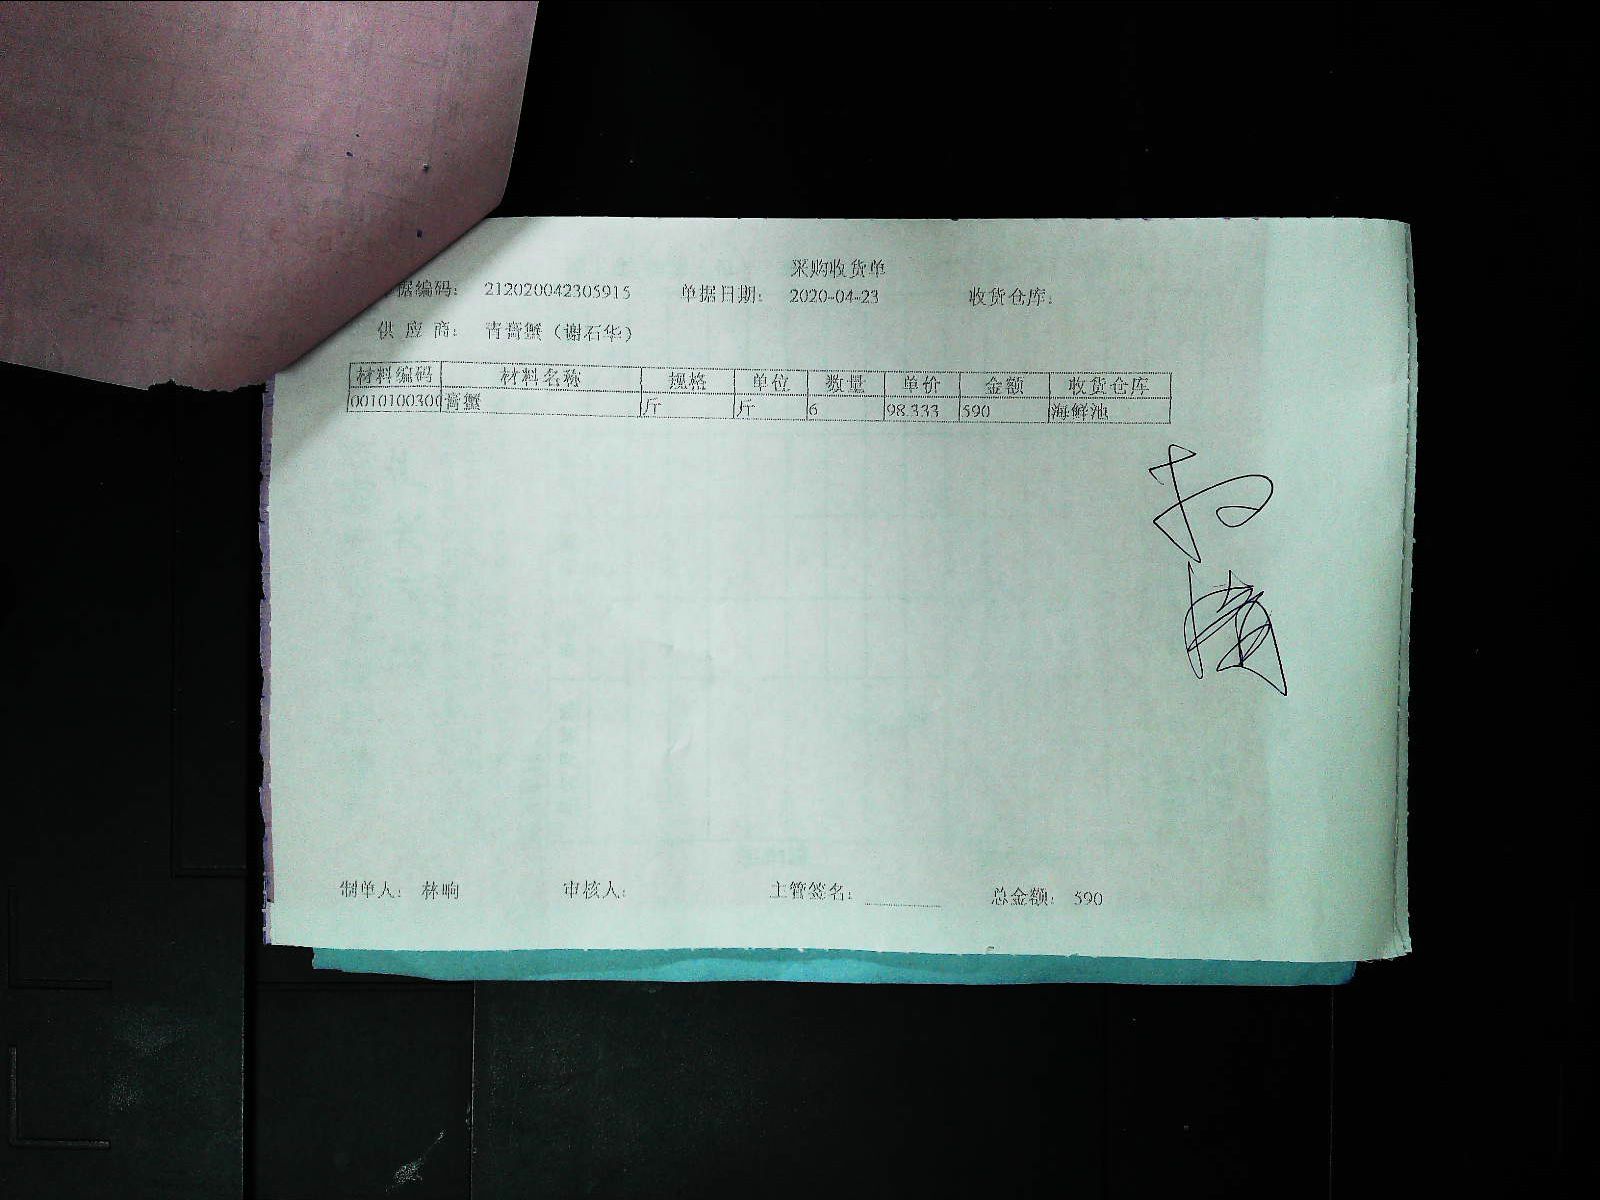 采购收货单
据编码： 212020042305915 单据日期： 2020-04-23 收货仓库：
供 应 商： 青膏蟹（谢石华）
材料编码 材料名称 规格 单位 数量 单价 金额 收货仓库
0010100300 膏蟹 斤 斤 6 98.333 590 海鲜池
制单人： 林响 审核人： 主管签名： 总金额： 590